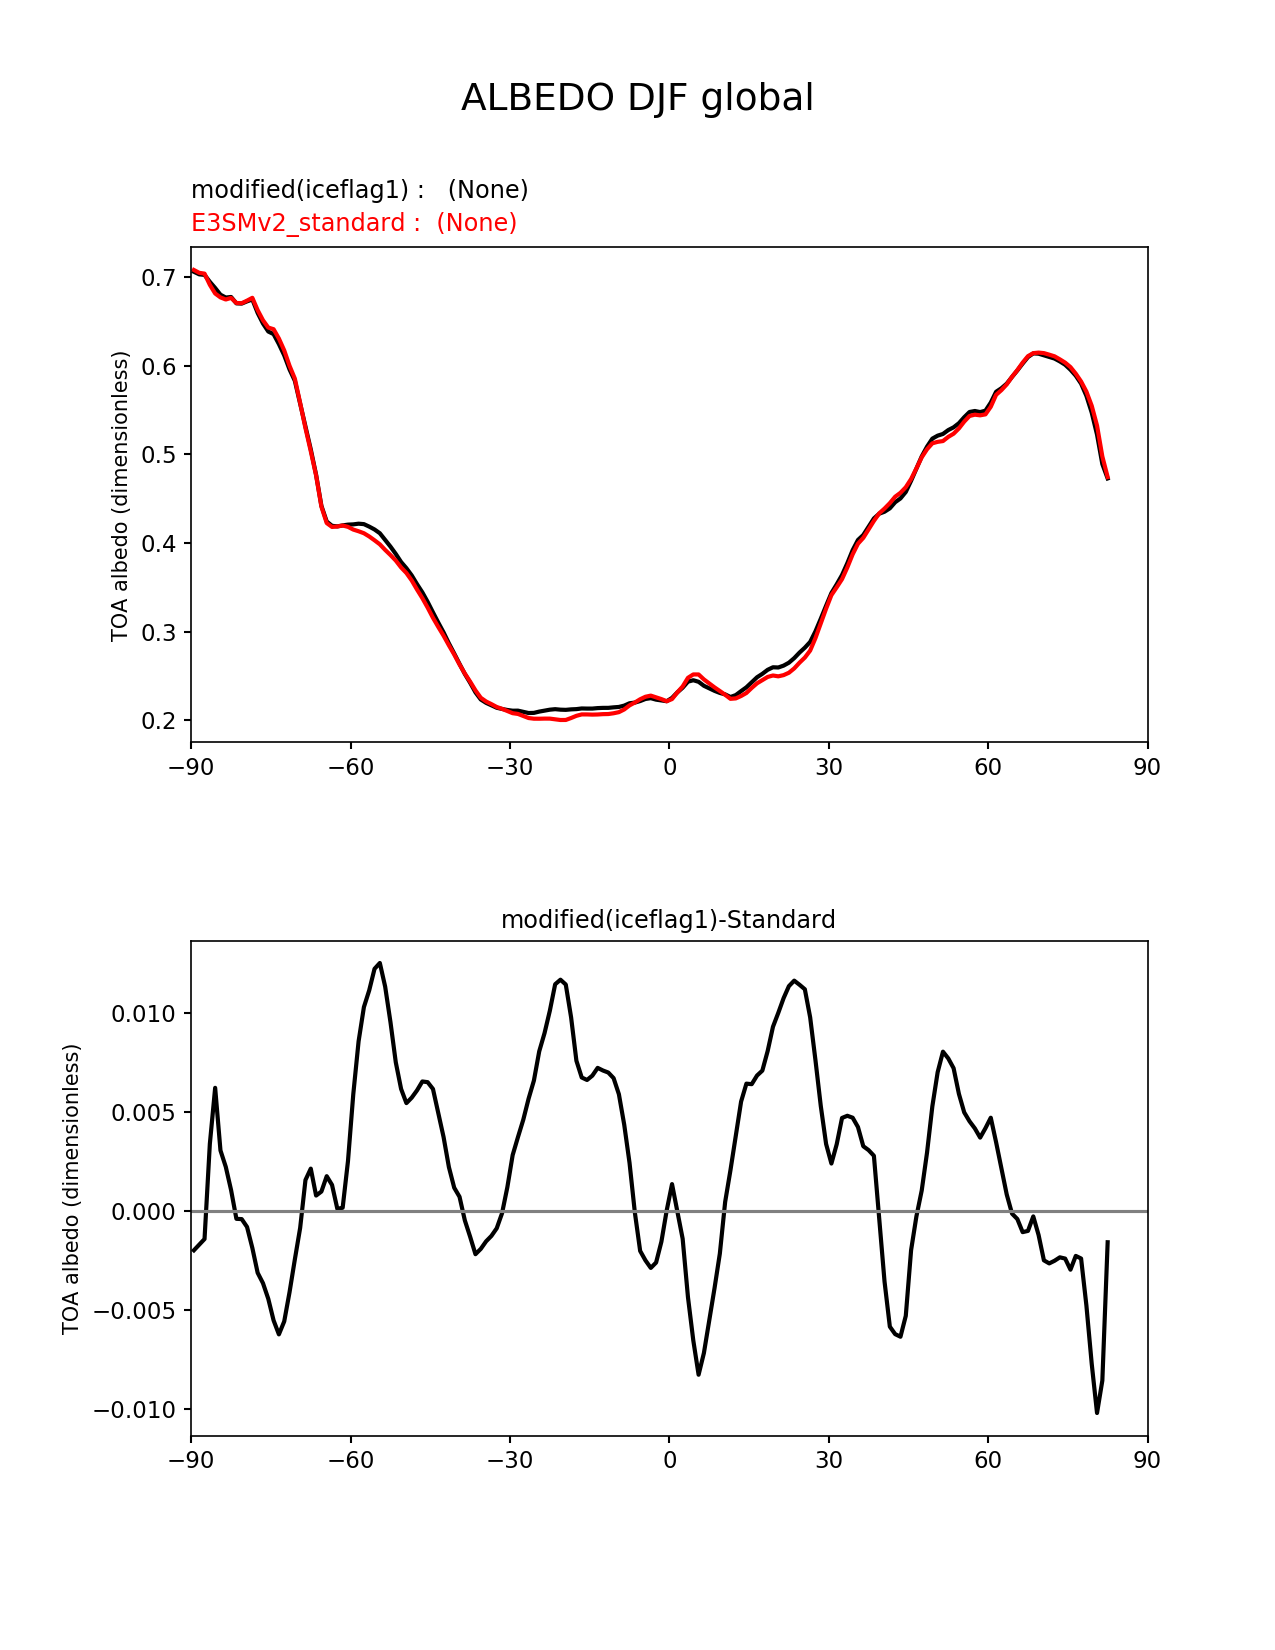 ALBEDO DJF global
modified(iceflag1) :   (None)
E3SMv2_standard :  (None)
TOA albedo (dimensionless)
0.7
0.6
0.5
0.4
0.3
0.2
−90 −60 −30 0 30 60 90
modified(iceflag1)-Standard
TOA albedo (dimensionless)
0.010
0.005
0.000
−0.005
−0.010
−90 −60 −30 0 30 60 90